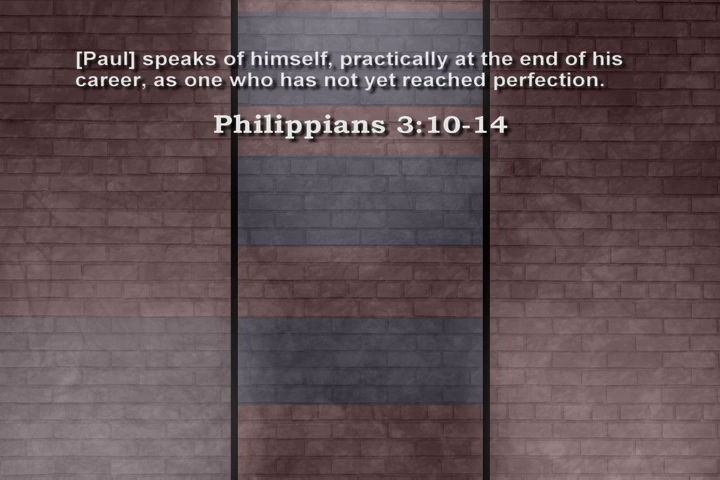 [Paul] speaks of himself, practically at the end of his
career, as one who has not yet reached perfection.
Philippians 3:10-14